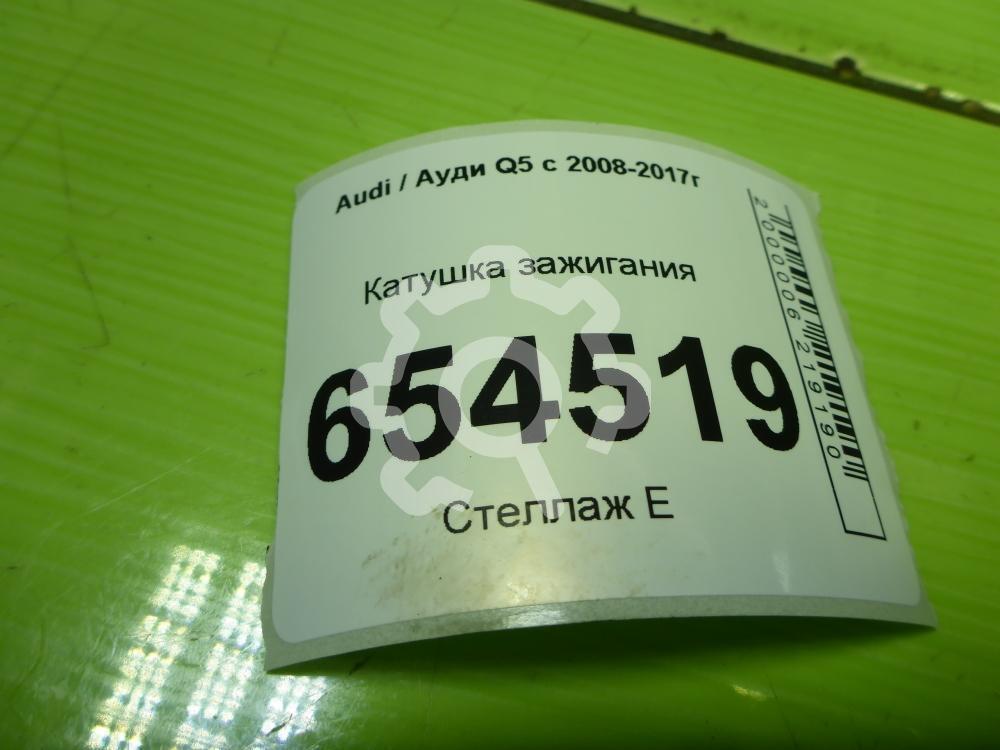 Audi / Ауди Q5 с 2008-2017г
Катушка зажигания
654519
Стеллаж Е
2000006219190